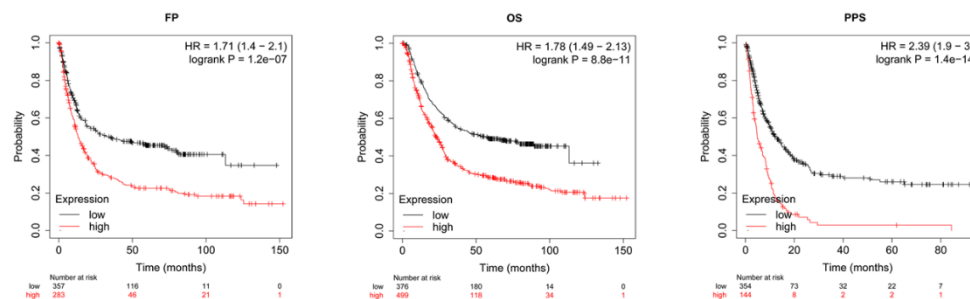 FP
HR = 1.71 (1.4 − 2.1)
logrank P = 1.2e−07
Probability
1.0
0.8
0.6
0.4
0.2
0.0
Expression
low
high
0 50 100 150
Time (months)
Number at risk
low 357 116 11 0
high 283 46 21 1
OS
HR = 1.78 (1.49 − 2.13)
logrank P = 8.8e−11
Probability
1.0
0.8
0.6
0.4
0.2
0.0
Expression
low
high
0 50 100 150
Time (months)
Number at risk
low 376 180 14 0
high 499 118 34 1
PPS
HR = 2.39 (1.9 − 3
logrank P = 1.4e−14
Probability
1.0
0.8
0.6
0.4
0.2
0.0
Expression
low
high
0 20 40 60 80
Time (months)
Number at risk
low 354 73 32 22 7
high 144 8 2 2 1